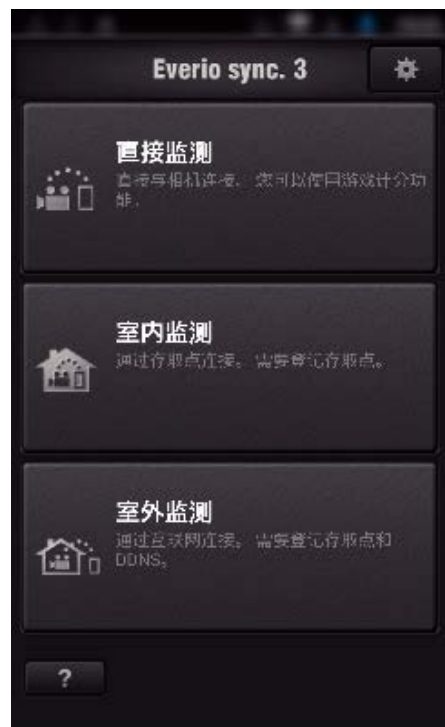 Everio sync. 3
直接监测
直接与相机连接。 您可以使用游戏计分功
能。
室内监测
通过存取点连接。 需要登记存取点。
室外监测
通过互联网连接。 需要登记存取点和
DDNS。
?